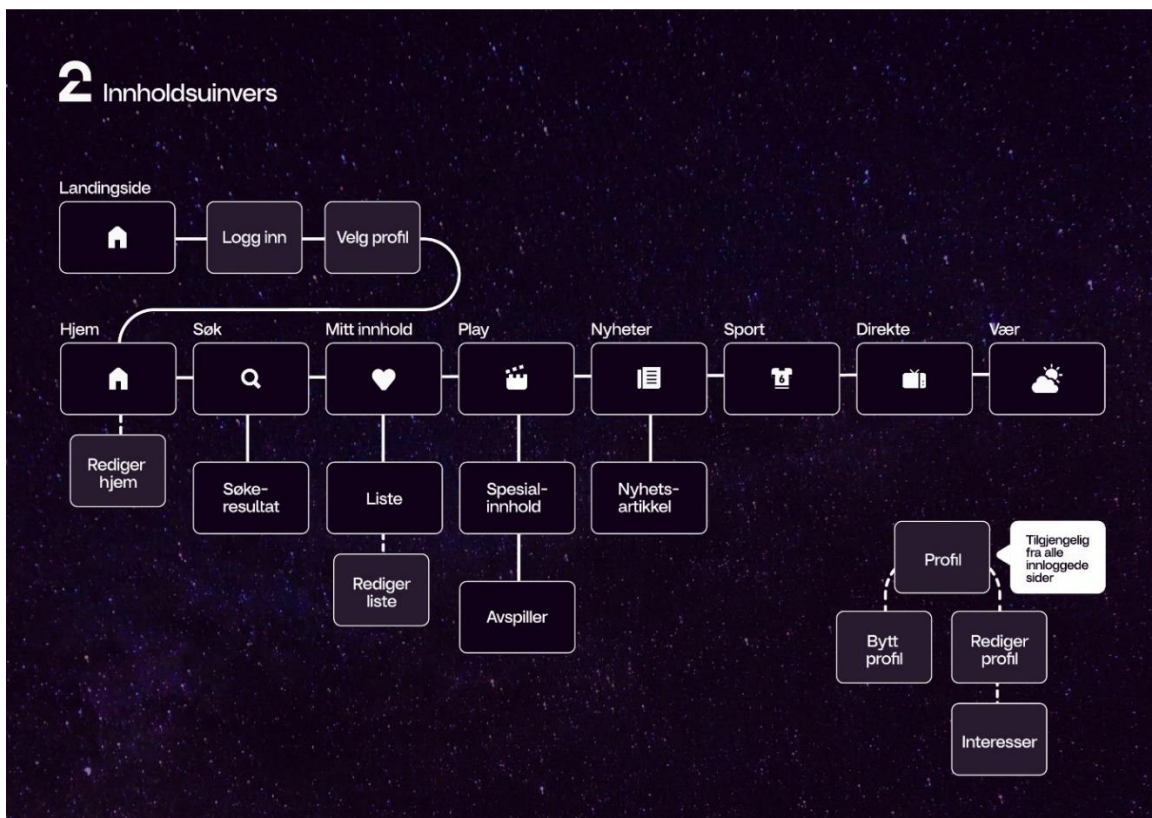 2 Innholdsuinvers
Landingside
Logg inn
Velg profil
Hjem
Søk
Mitt innhold
Play
Nyheter
Sport
Direkte
Vær
6
Rediger
hjem
Søke-
resultat
Liste
Spesial-
innhold
Nyhets-
artikkel
Rediger
liste
Avspiller
Profil
Tilgjengelig
fra alle
innloggede
sider
Bytt
profil
Rediger
profil
Interesser